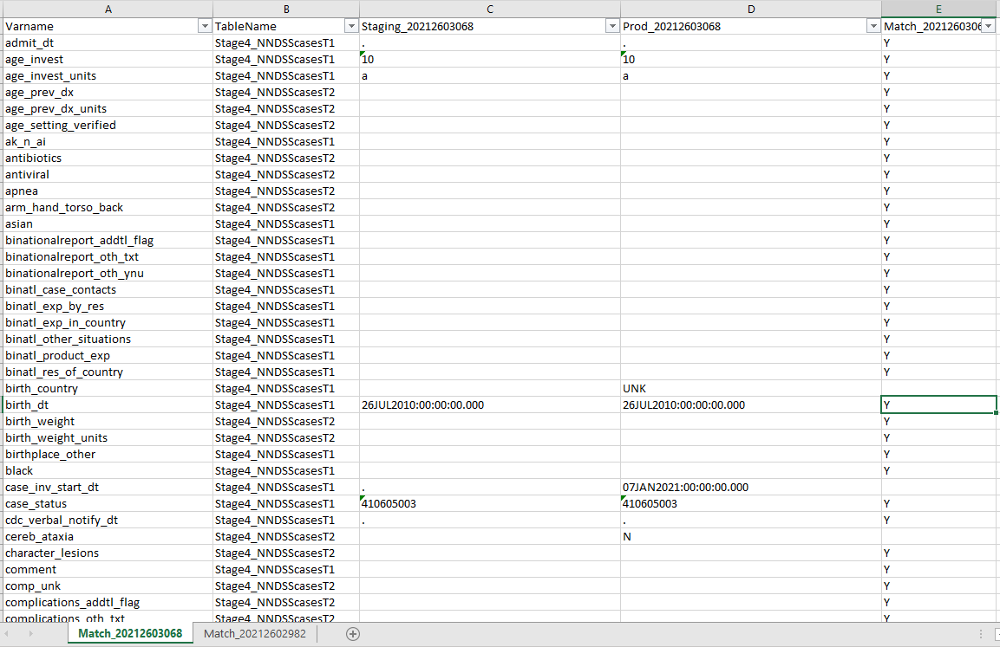 A B C D E
Varname TableName Staging_20212603068 Prod_20212603068 Match_2021260306
admit_dt Stage4_NNDSScasesT1 . . Y
age_invest Stage4_NNDSScasesT1 10 10 Y
age_invest_units Stage4_NNDSScasesT1 a a Y
age_prev_dx Stage4_NNDSScasesT2 Y
age_prev_dx_units Stage4_NNDSScasesT2 Y
age_setting_verified Stage4_NNDSScasesT2 Y
ak_n_ai Stage4_NNDSScasesT1 Y
antibiotics Stage4_NNDSScasesT2 Y
antiviral Stage4_NNDSScasesT2 Y
apnea Stage4_NNDSScasesT2 Y
arm_hand_torso_back Stage4_NNDSScasesT2 Y
asian Stage4_NNDSScasesT1 Y
binationalreport_addtl_flag Stage4_NNDSScasesT1 Y
binationalreport_oth_txt Stage4_NNDSScasesT1 Y
binationalreport_oth_ynu Stage4_NNDSScasesT1 Y
binatl_case_contacts Stage4_NNDSScasesT1 Y
binatl_exp_by_res Stage4_NNDSScasesT1 Y
binatl_exp_in_country Stage4_NNDSScasesT1 Y
binatl_other_situations Stage4_NNDSScasesT1 Y
binatl_product_exp Stage4_NNDSScasesT1 Y
binatl_res_of_country Stage4_NNDSScasesT1 Y
birth_country Stage4_NNDSScasesT1 UNK
birth_dt Stage4_NNDSScasesT1 26JUL2010:00:00:00.000 26JUL2010:00:00:00.000 Y
birth_weight Stage4_NNDSScasesT2 Y
birth_weight_units Stage4_NNDSScasesT2 Y
birthplace_other Stage4_NNDSScasesT1 Y
black Stage4_NNDSScasesT1 Y
case_inv_start_dt Stage4_NNDSScasesT1 . 07JAN2021:00:00:00.000
case_status Stage4_NNDSScasesT1 410605003 410605003 Y
cdc_verbal_notify_dt Stage4_NNDSScasesT1 . . Y
cereb_ataxia Stage4_NNDSScasesT2 N
character_lesions Stage4_NNDSScasesT2 Y
comment Stage4_NNDSScasesT1 Y
comp_unk Stage4_NNDSScasesT2 Y
complications_addtl_flag Stage4_NNDSScasesT2 Y
complications_oth_txt Stage4_NNDSScasesT2 Y
Match_20212603068 Match_20212602982